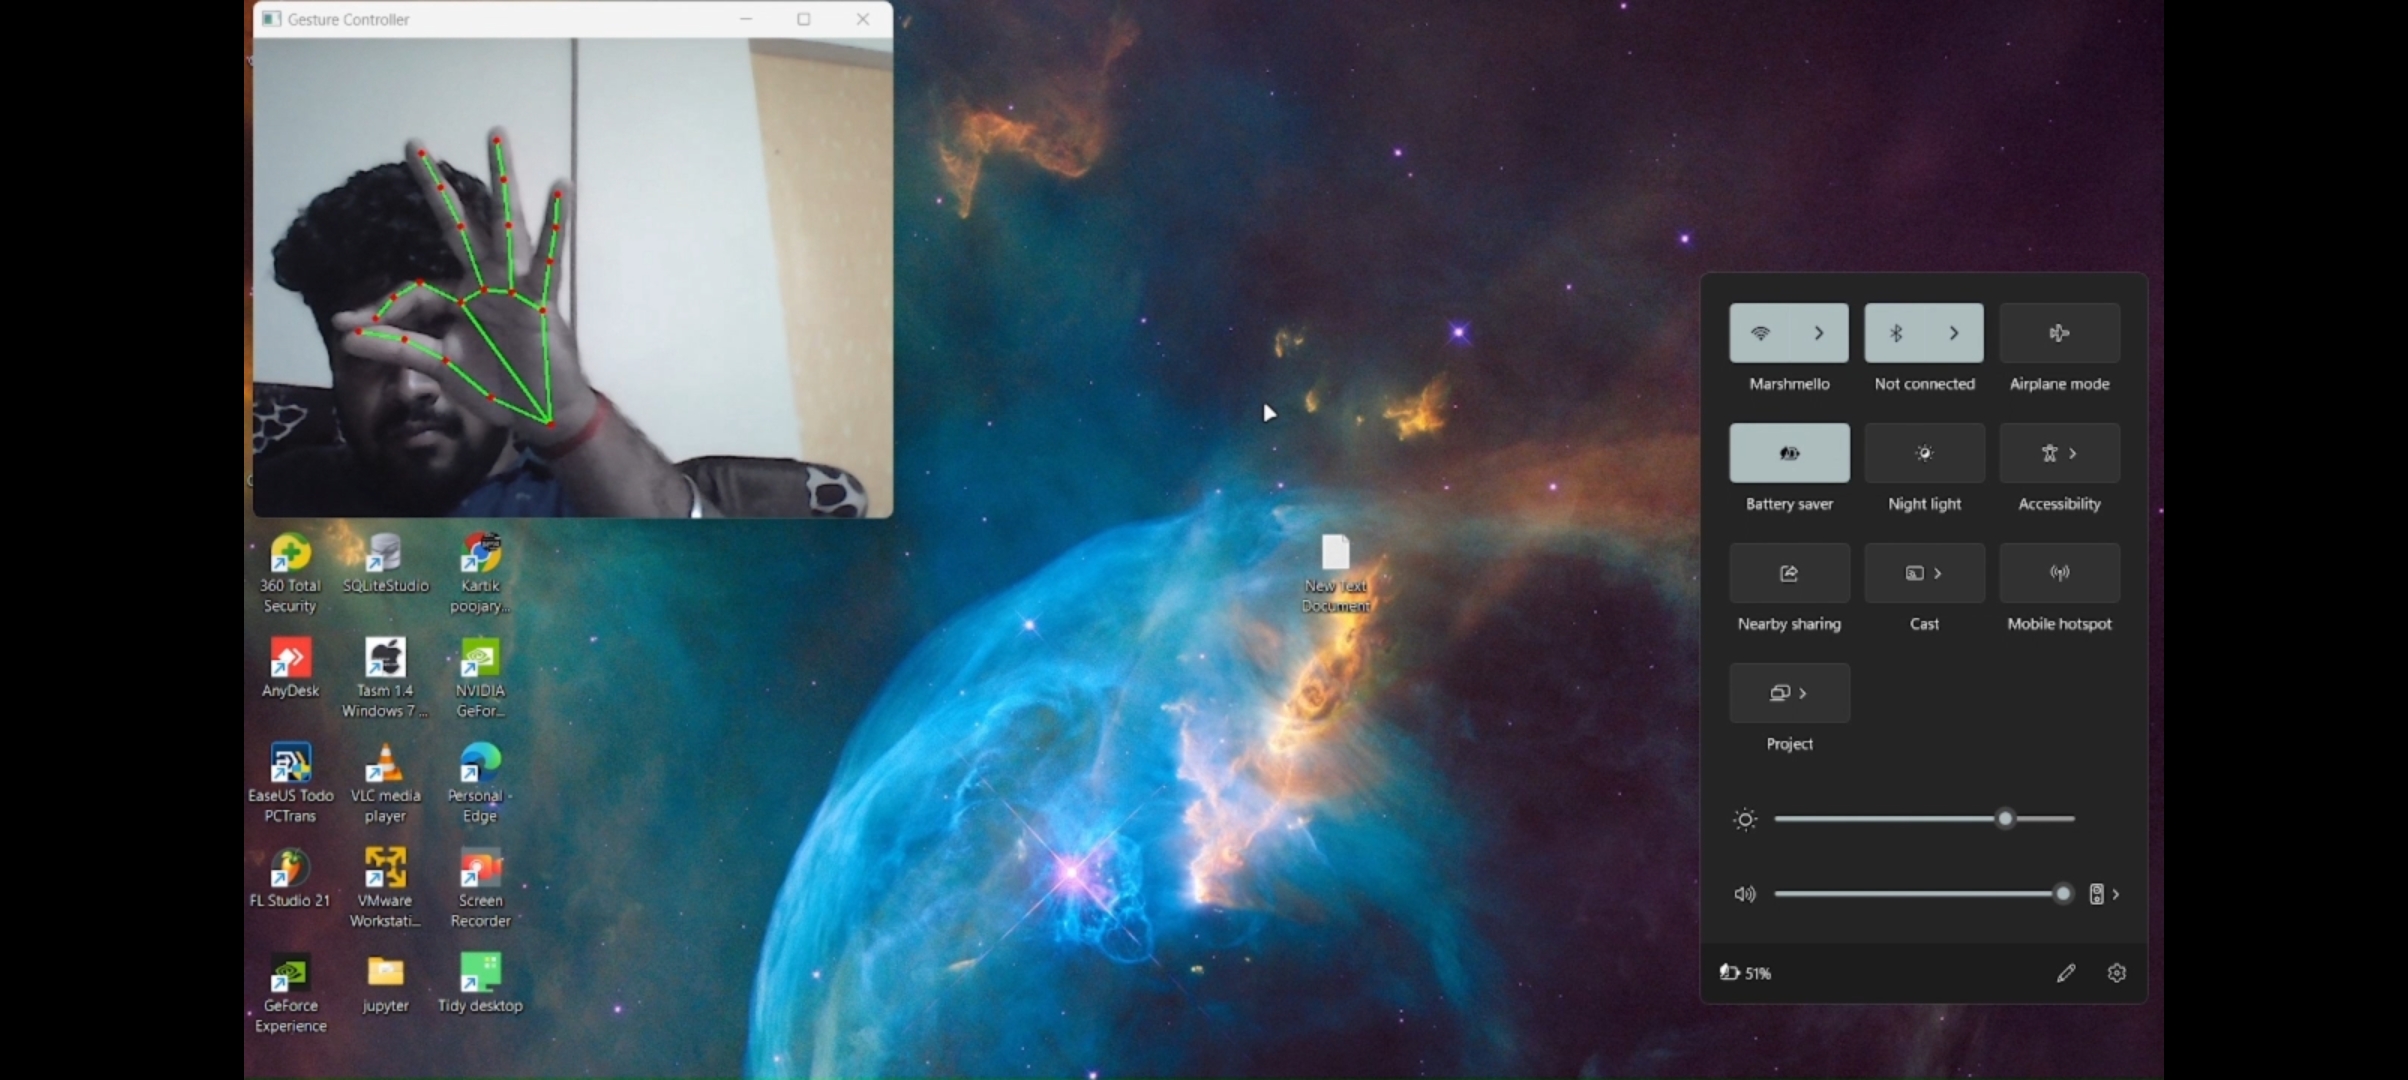 Gesture Controller
360 Total
Security
SQLiteStudio
Kartik
poojary...
AnyDesk
Tasm 1.4
Windows 7 ...
NVIDIA
GeFor...
EaseUS Todo
PCTrans
VLC media
player
Personal -
Edge
FL Studio 21
VMware
Workstati...
Screen
Recorder
GeForce
Experience
jupyter
Tidy desktop
New Text
Document
Marshmello
Not connected
Airplane mode
Battery saver
Night light
Accessibility
Nearby sharing
Cast
Mobile hotspot
Project
51%